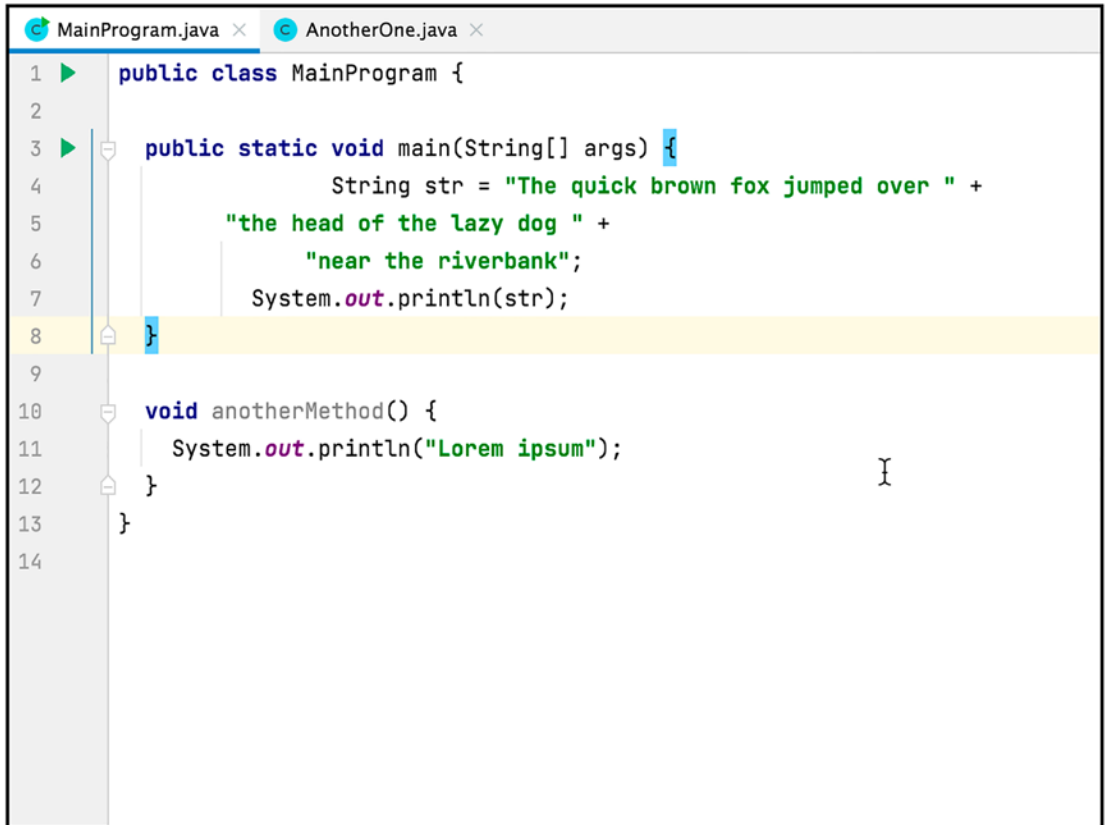 MainProgram.java AnotherOne.java
1 public class MainProgram {
2
3 public static void main(String[] args) {
4 String str = "The quick brown fox jumped over " +
5 "the head of the lazy dog " +
6 "near the riverbank";
7 System.out.println(str);
8 }
9
10 void anotherMethod() {
11 System.out.println("Lorem ipsum");
12 }
13 }
14